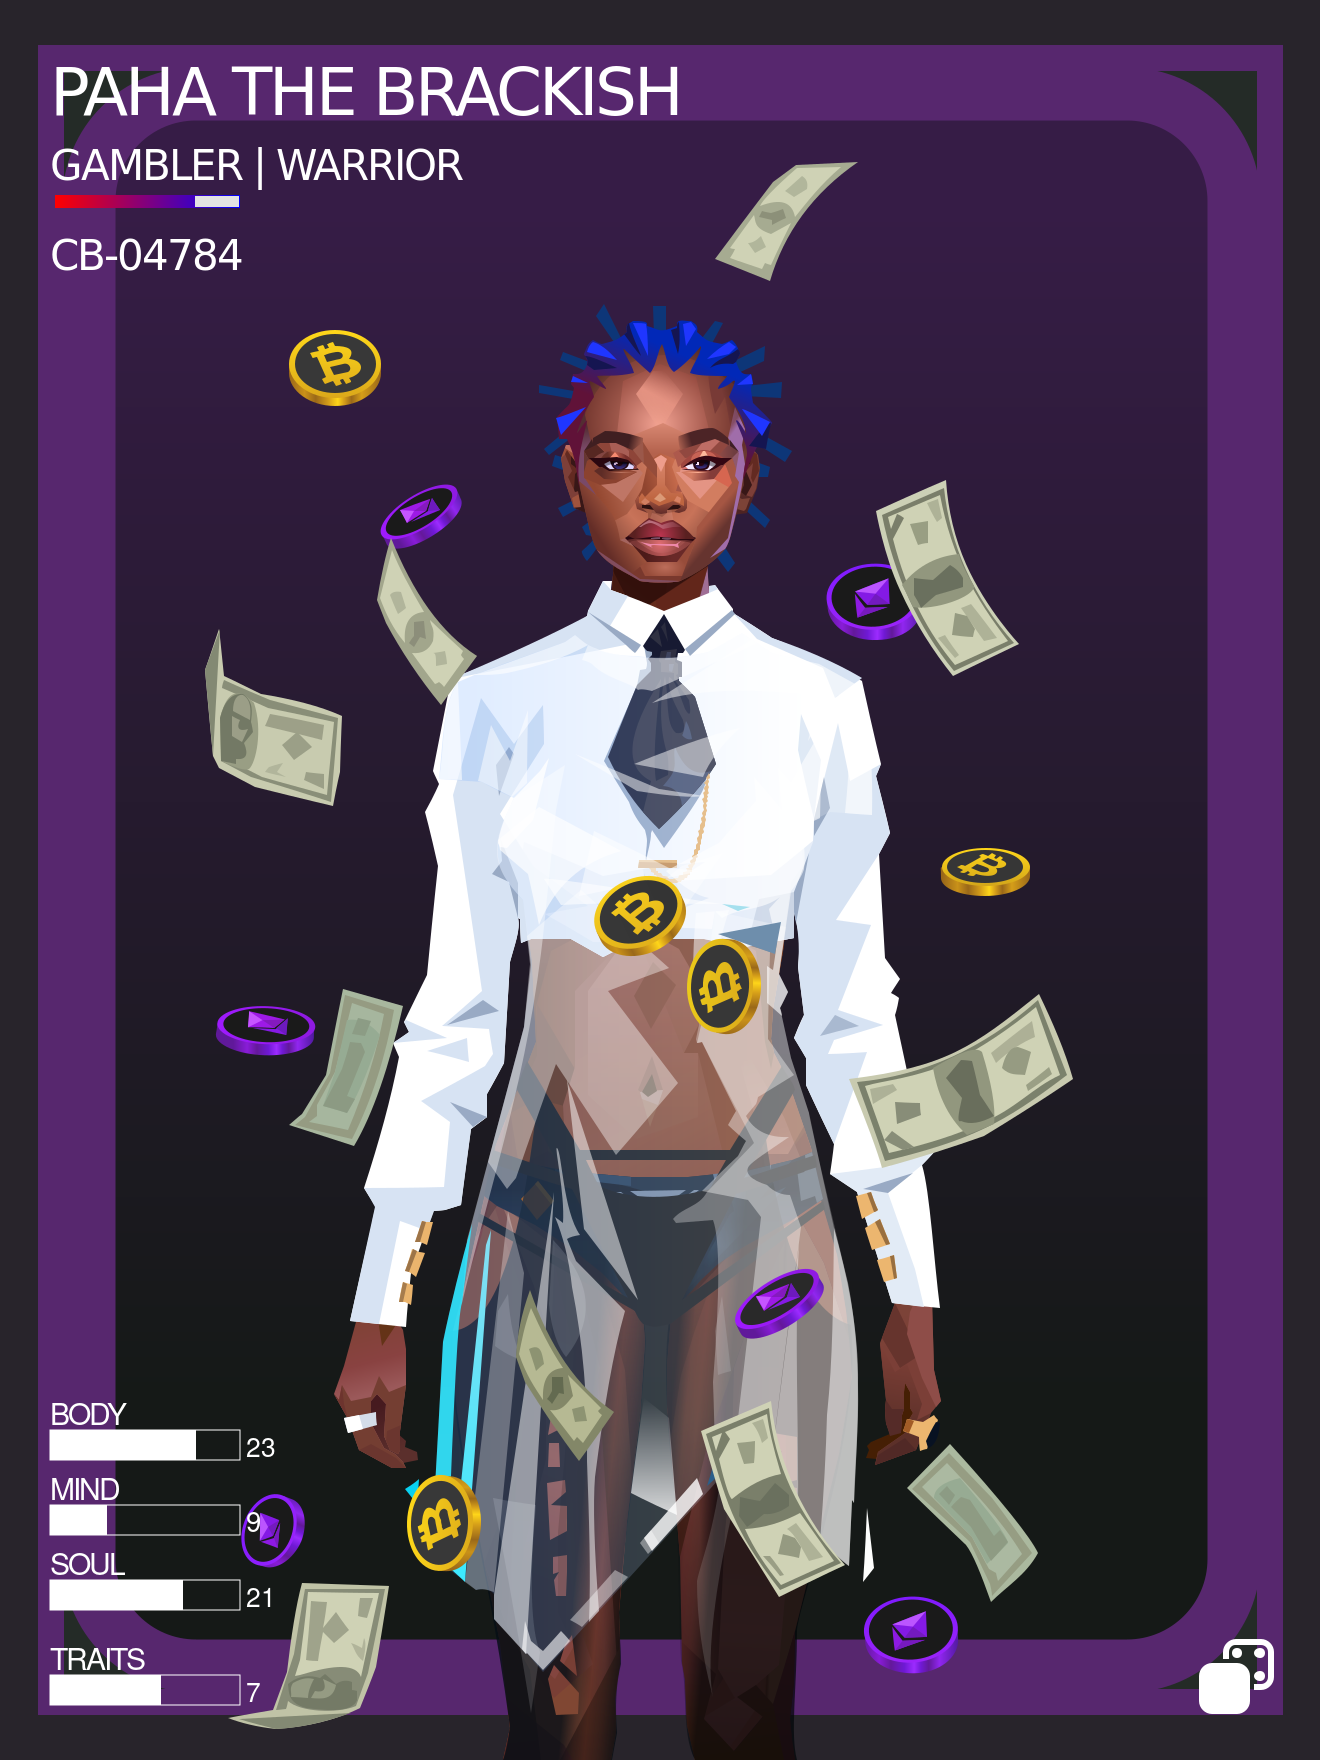 PAHA THE BRACKISH
GAMBLER | WARRIOR
CB-04784
BODY
23
MIND
9
SOUL
21
TRAITS
7